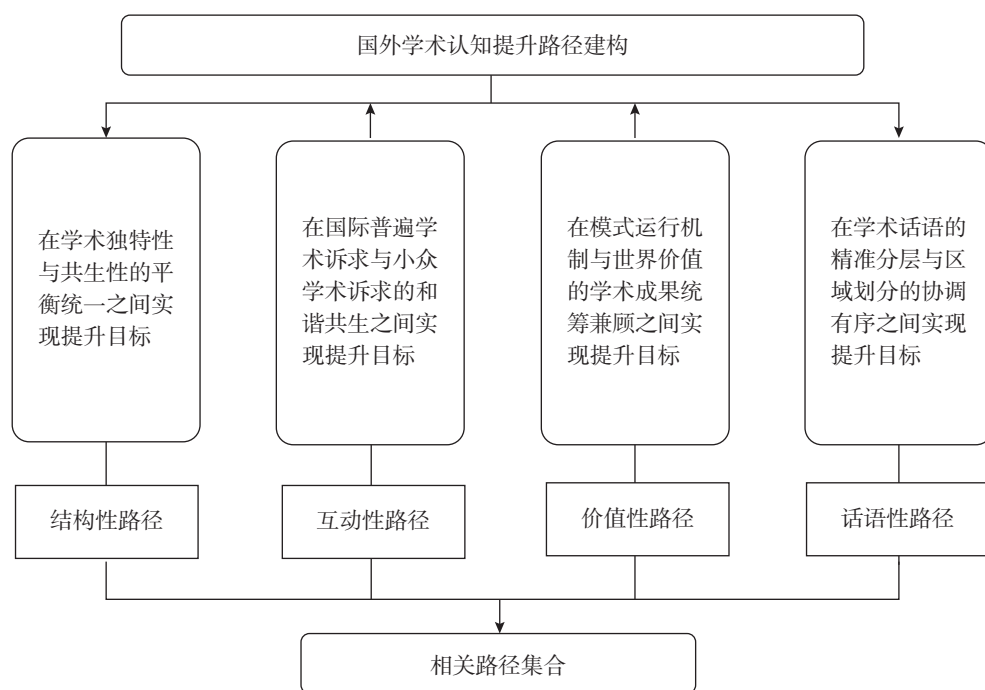 国外学术认知提升路径建构
在学术独特性
与共生性的平
衡统一之间实
现提升目标
在国际普遍学
术诉求与小众
学术诉求的和
谐共生之间实
现提升目标
在模式运行机
制与世界价值
的学术成果统
筹兼顾之间实
现提升目标
在学术话语的
精准分层与区
域划分的协调
有序之间实现
提升目标
结构性路径
互动性路径
价值性路径
话语性路径
相关路径集合